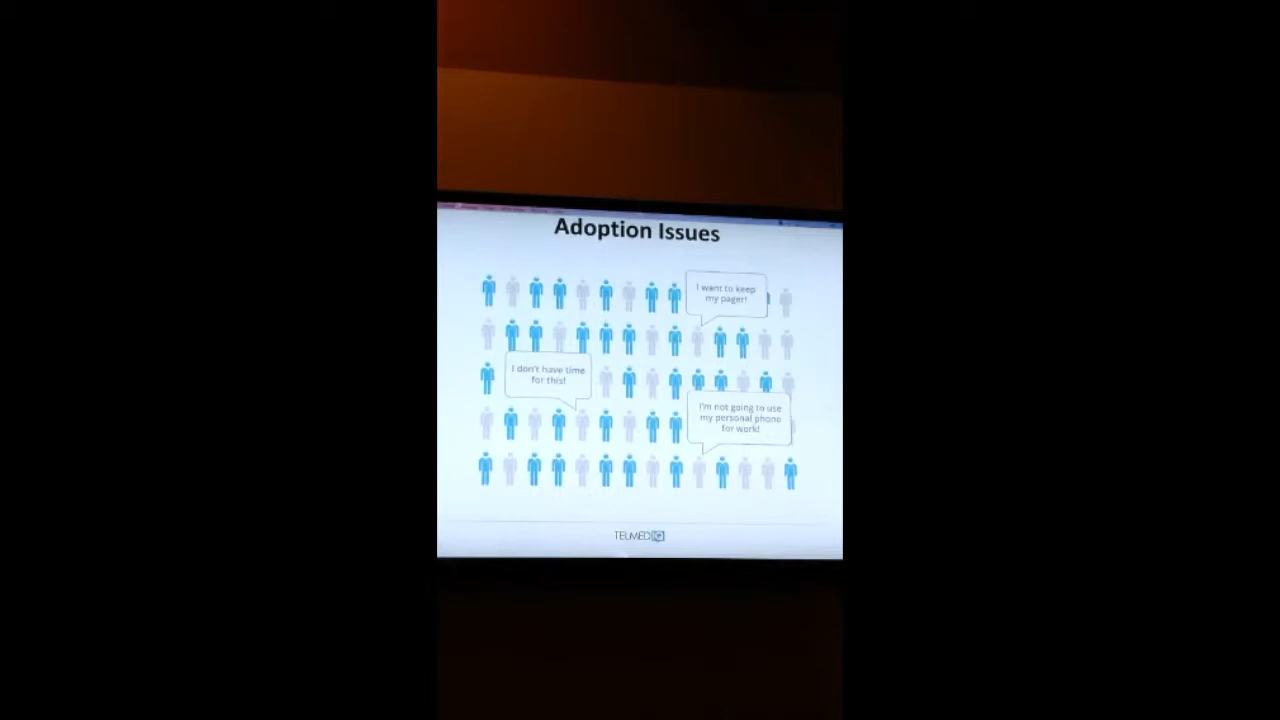 Adoption Issues
I want to keep
my pager!
I don't have time
for this!
I'm not going to use
my personal phone
for work!
TELMED IQ